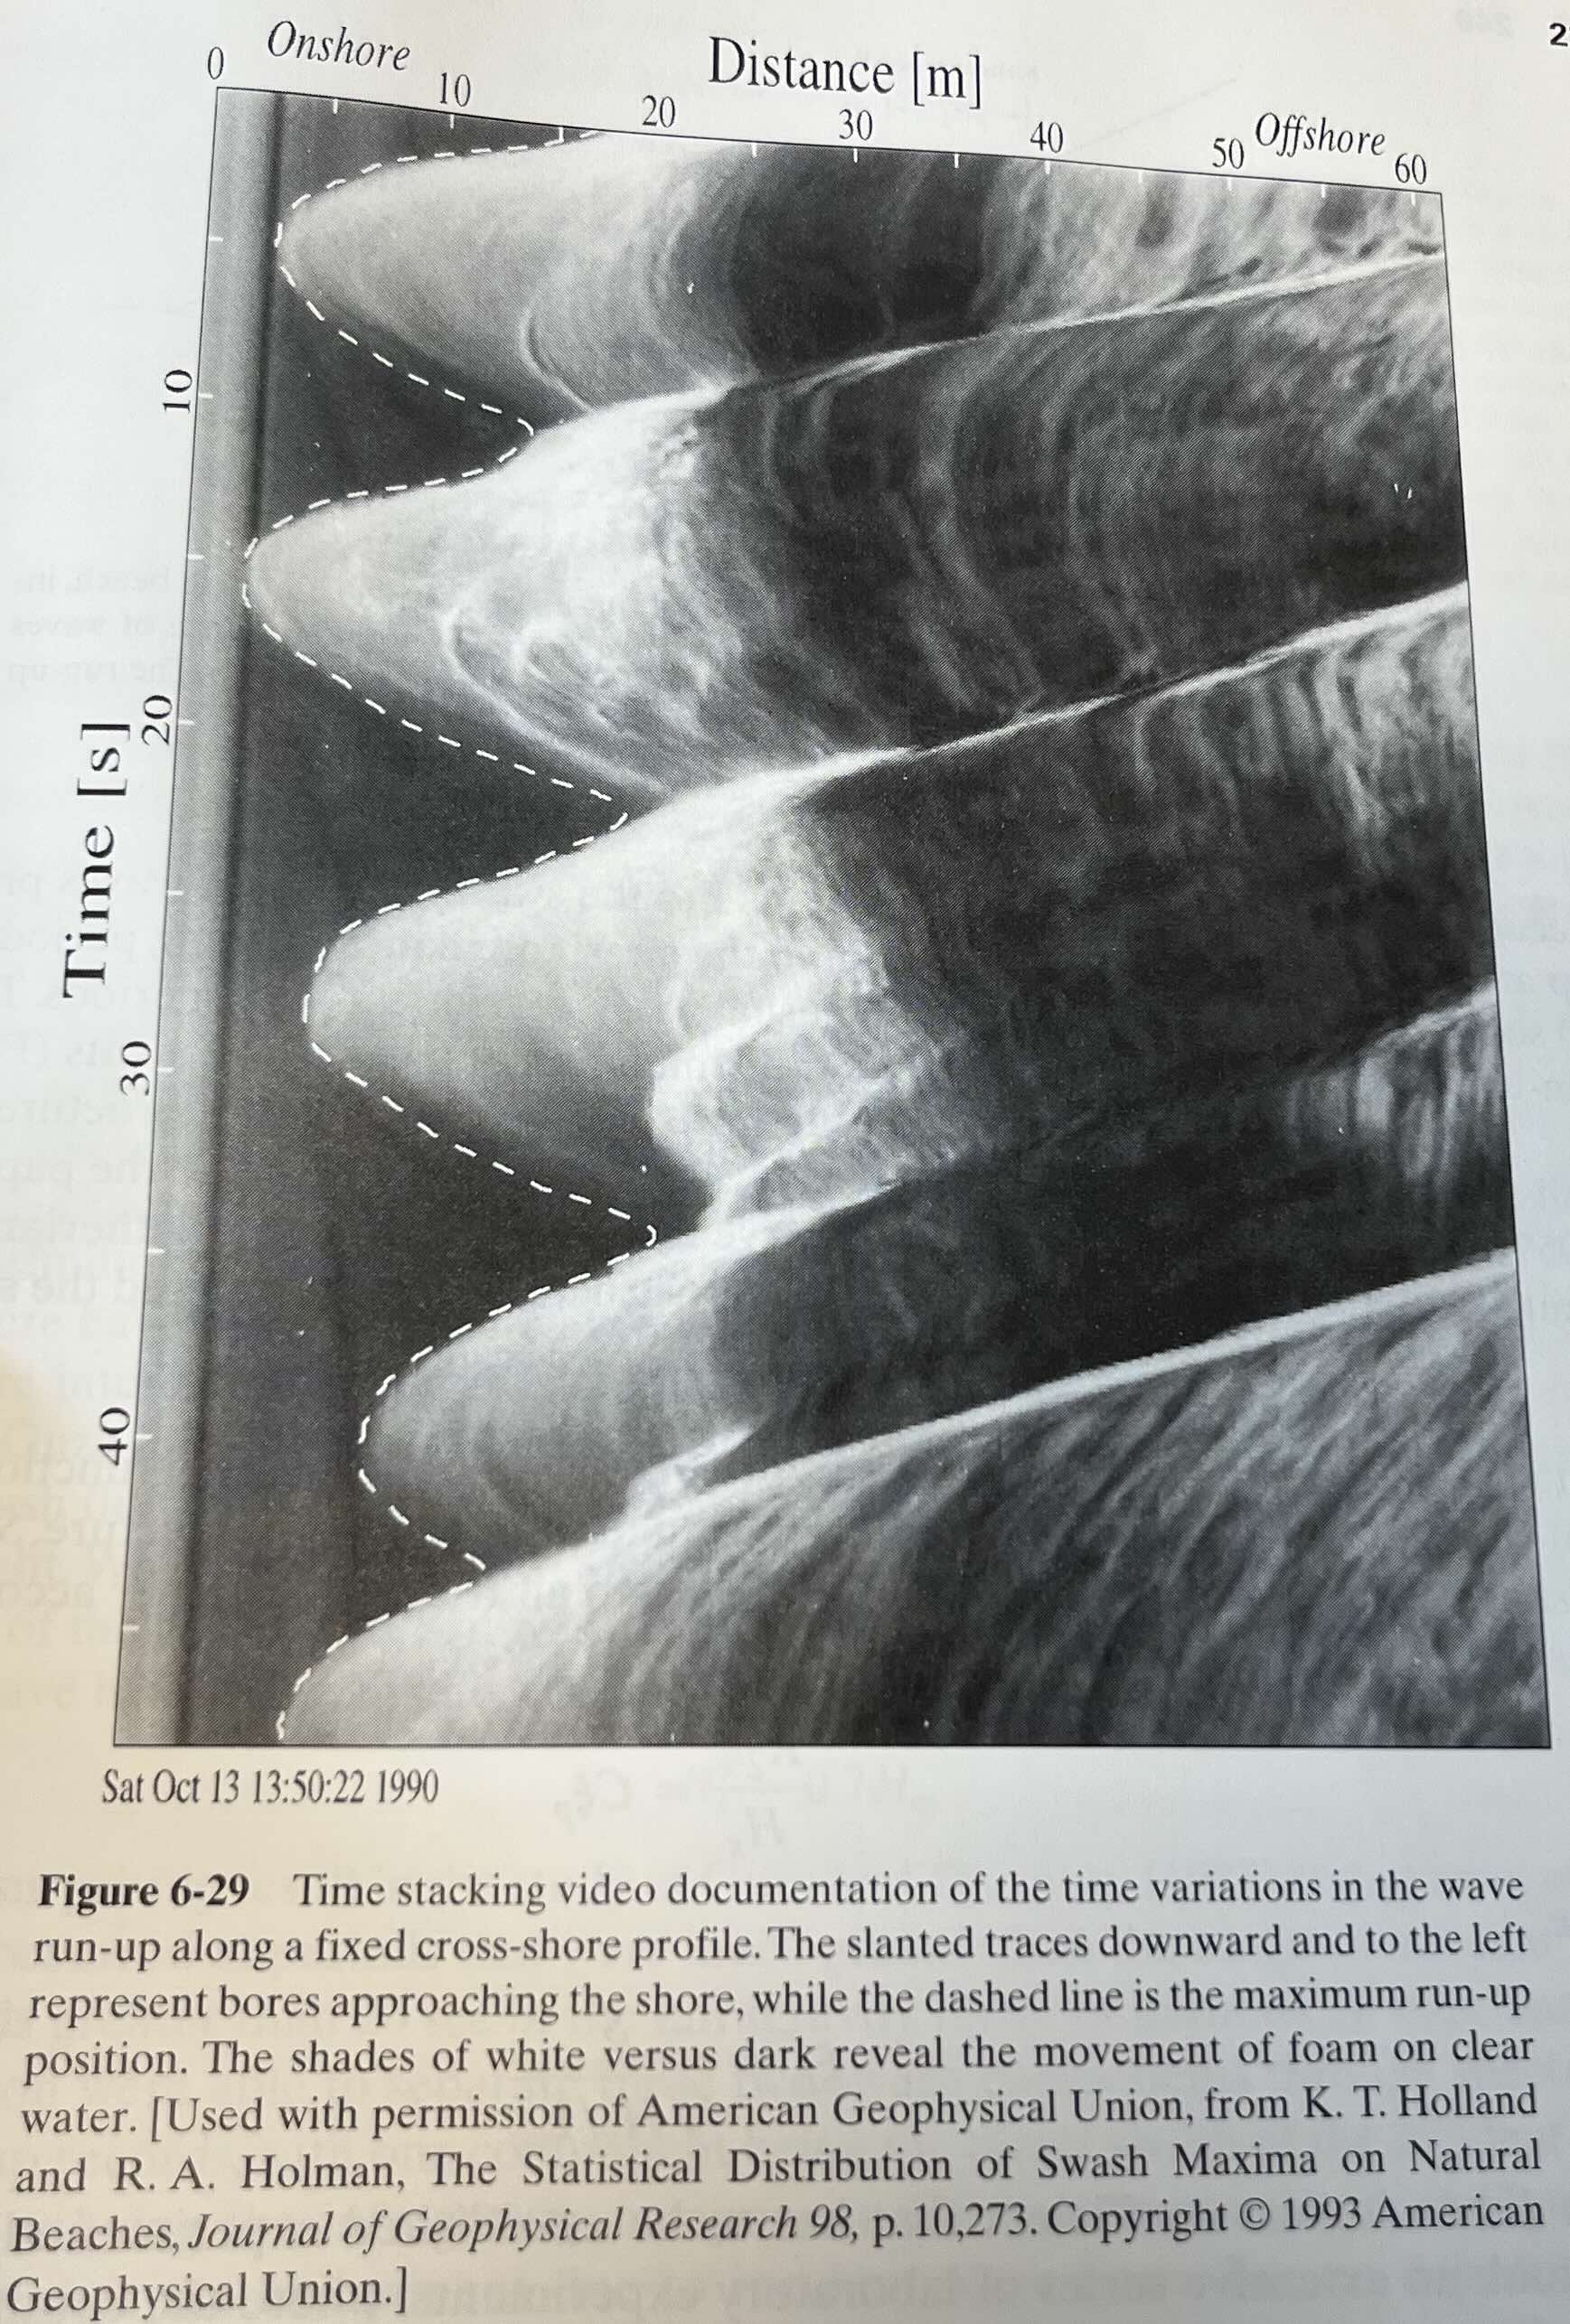 2
0 Onshore 10 Distance [m] 20 30 40 50 Offshore 60
10
20
Time [s]
30
40
Sat Oct 13 13:50:22 1990
Figure 6-29 Time stacking video documentation of the time variations in the wave
run-up along a fixed cross-shore profile. The slanted traces downward and to the left
represent bores approaching the shore, while the dashed line is the maximum run-up
position. The shades of white versus dark reveal the movement of foam on clear
water. [Used with permission of American Geophysical Union, from K. T. Holland
and R. A. Holman, The Statistical Distribution of Swash Maxima on Natural
Beaches, Journal of Geophysical Research 98, p. 10,273. Copyright © 1993 American
Geophysical Union.]